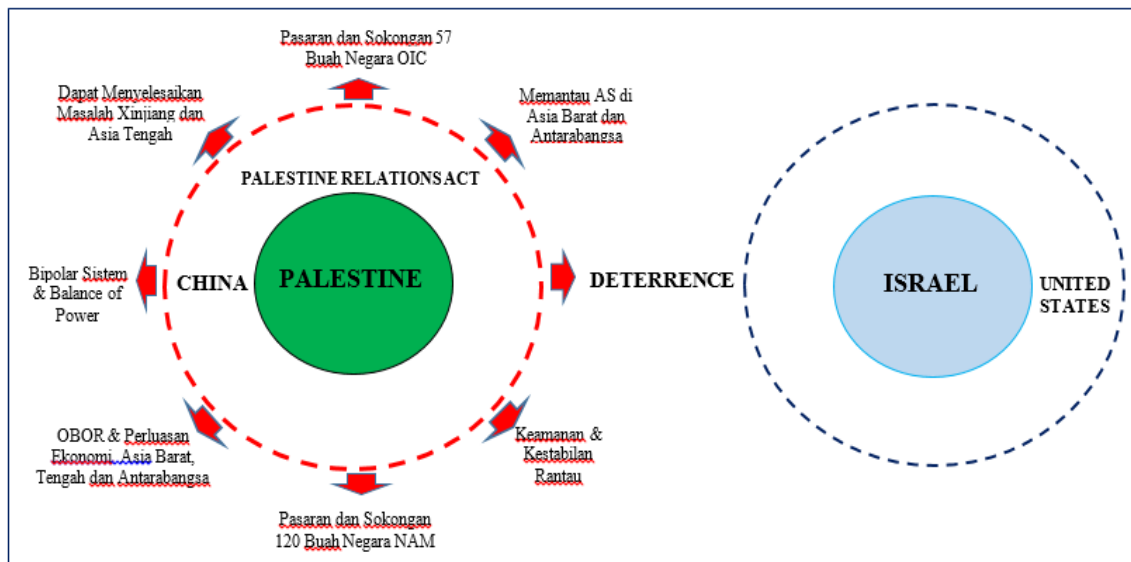 Pasaran dan Sokongan 57
Buah Negara OIC
Dapat Menyelesaikan
Masalah Xinjiang dan
Asia Tengah
Memantau AS di
Asia Barat dan
Antarabangsa
PALESTINE RELATIONS ACT
Bipolar Sistem
& Balance of
Power
CHINA
PALESTINE
DETERRENCE
ISRAEL
UNITED
STATES
OBOR & Perluasan
Ekonomi Asia Barat,
Tengah dan Antarabangsa
Keamanan &
Kestabilan
Rantau
Pasaran dan Sokongan
120 Buah Negara NAM